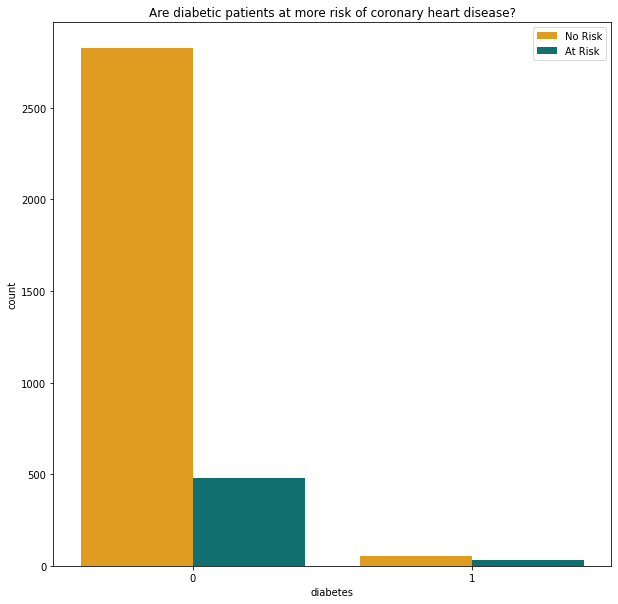 Are diabetic patients at more risk of coronary heart disease?
No Risk
At Risk
2500
2000
1500
1000
500
0
count
0 1
diabetes